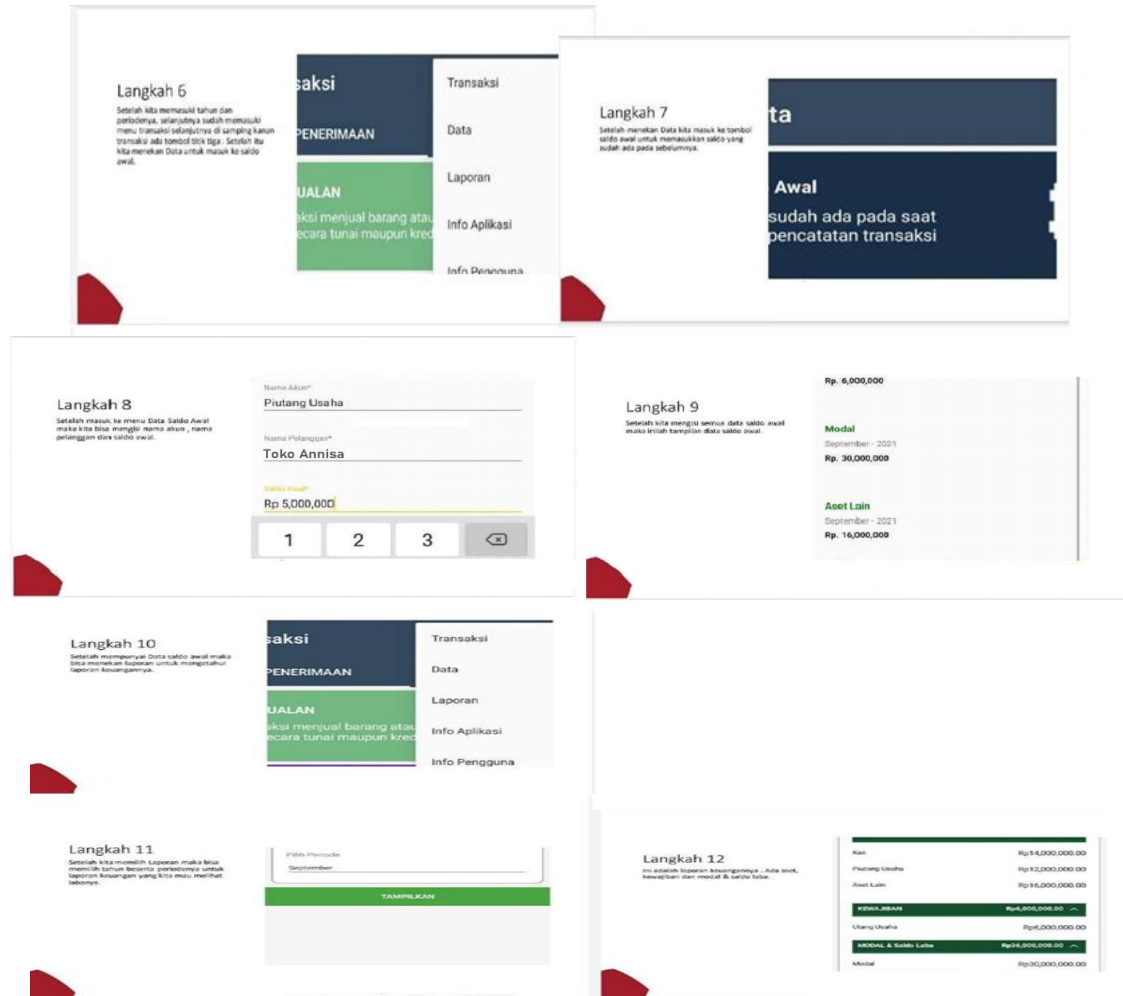 Langkah 6
Setelah kita memasuki tahun dan
periodenya, selanjutnya sudah memasuki
menu transaksi selanjutnya di samping kanan
transaksi ada tombol titik tiga . Setelah itu
kita menekan Data untuk masuk ke saldo
awal.
saksi
PENERIMAAN
UALAN
aksi menjual barang atau
ecara tunai maupun kred
Transaksi
Data
Laporan
Info Aplikasi
Info Pengguna
Langkah 7
Setelah menekan Data kita masuk ke tombol
saldo awal untuk memasukkan saldo yang
sudah ada pada sebelumnya.
ta
Awal
sudah ada pada saat
pencatatan transaksi
Langkah 8
Setelah masuk ke menu Data Saldo Awal
maka kita bisa mengisi nama akun , nama
pelanggan dan saldo awal.
Nama Akun*
Piutang Usaha
Nama Pelanggan*
Toko Annisa
Saldo Awal*
Rp 5,000,000
1 2 3
Langkah 9
Setelah kita mengisi semua data saldo awal
maka inilah tampilan data saldo awal.
Rp. 6,000,000
Modal
September - 2021
Rp. 30,000,000
Aset Lain
September - 2021
Rp. 16,000,000
Langkah 10
Setelah mempunyai Data saldo awal maka
bisa menekan laporan untuk mengetahui
laporan keuangannya.
saksi
PENERIMAAN
UALAN
aksi menjual barang atau
ecara tunai maupun kred
Transaksi
Data
Laporan
Info Aplikasi
Info Pengguna
Langkah 11
Setelah kita memilih Laporan maka bisa
memilih tahun beserta periodenya untuk
laporan keuangan yang kita mau melihat
labanya.
Pilih Periode
September
TAMPILKAN
Langkah 12
Ini adalah laporan keuangannya . Ada aset,
kewajiban dan modal & saldo laba.
Kas Rp14,000,000.00
Piutang Usaha Rp12,000,000.00
Aset Lain Rp16,000,000.00
KEWAJIBAN Rp6,000,000.00
Utang Usaha Rp6,000,000.00
MODAL & Saldo Laba Rp36,000,000.00
Modal Rp30,000,000.00